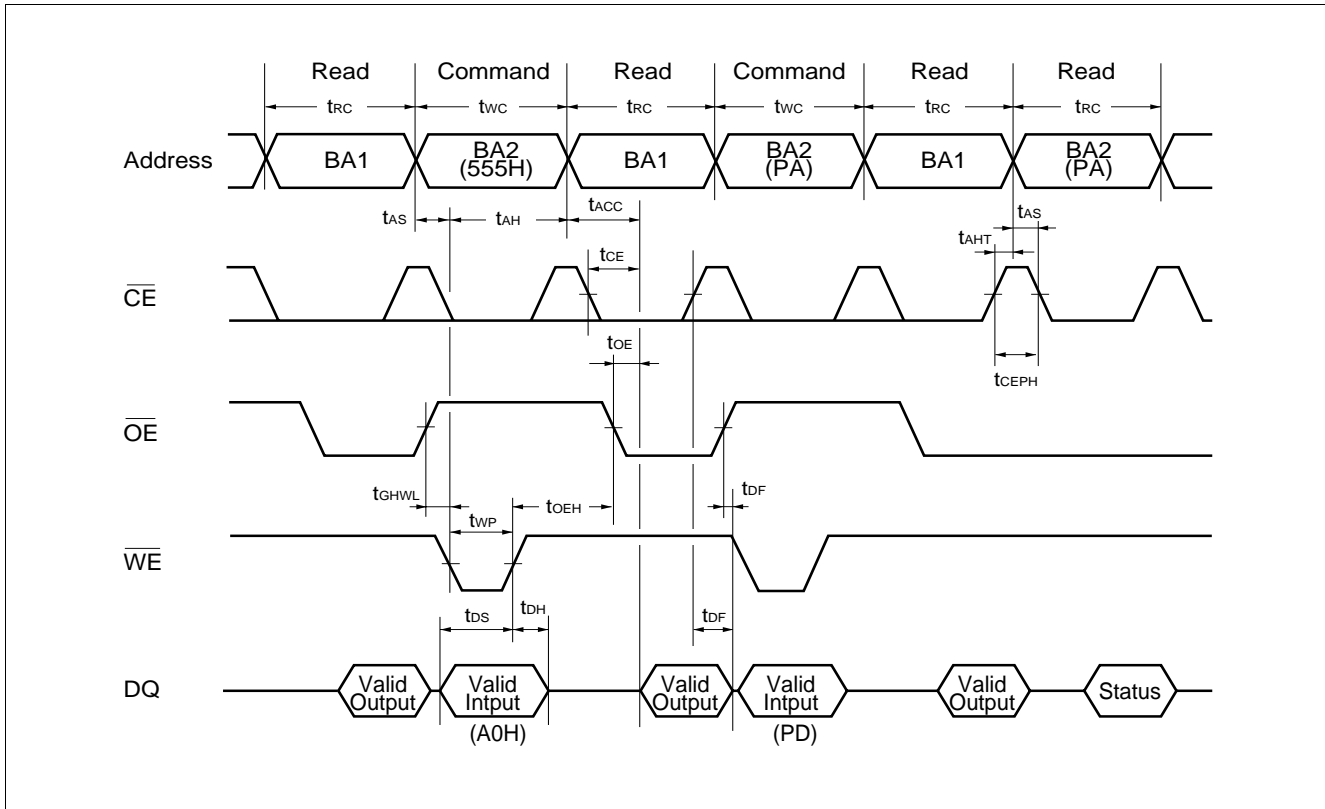 Read Command Read Command Read Read
tRC tWC tRC tWC tRC tRC
Address BA1 BA2 BA1 BA2 BA1 BA2
(555H) (PA) (PA)
tAS tAH tACC tAS
tAHT
tCE
CE
tOE
tCEPH
OE
tGHWL tDF
tWP tOEH
WE
tDS tDH tDF
DQ Valid Valid Valid Valid Valid Status
Output Intput Output Intput Output
(A0H) (PD)